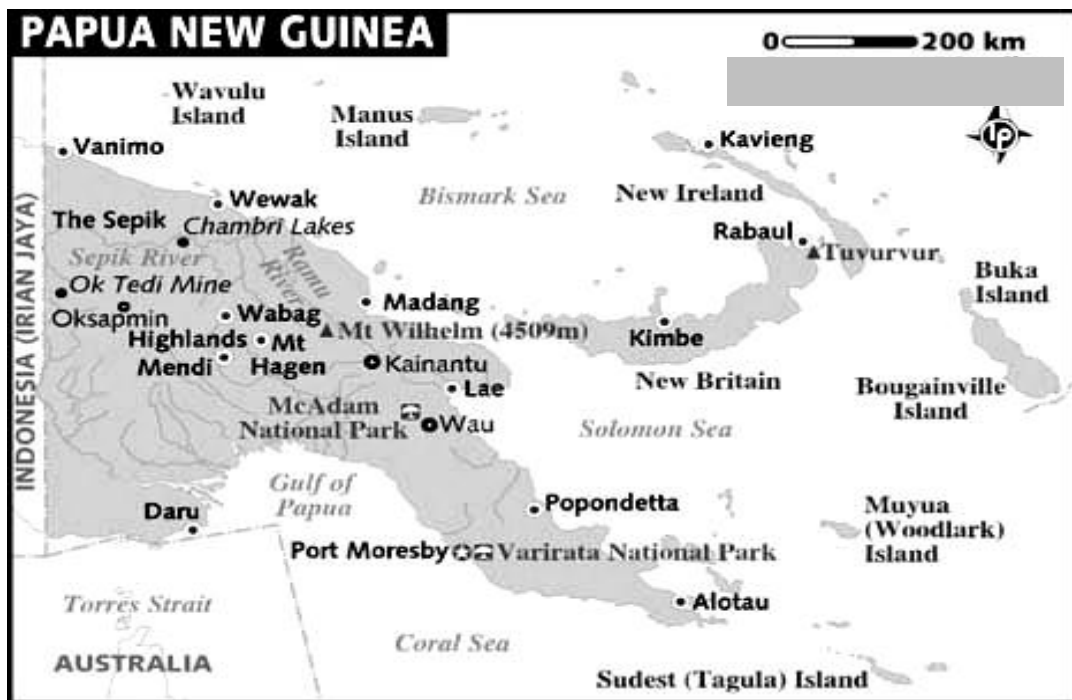 PAPUA NEW GUINEA
0 200 km
Wavulu
Island
Manus
Island
LP
Kavieng
Vanimo
Bismark Sea
New Ireland
Wewak
The Sepik
Chambri Lakes
Rabaul
Tuvurvur
Sepik River
Ramu
River
Buka
Island
Ok Tedi Mine
Oksapmin
Madang
Wabag
Mt Wilhelm (4509m)
Kimbe
Highlands
Mt
Hagen
Mendi
Kainantu
New Britain
Lae
Bougainville
Island
McAdam
National Park
Wau
Solomon Sea
INDONESIA (IRIAN JAYA)
Gulf of
Papua
Daru
Popondetta
Muyua
(Woodlark)
Island
Port Moresby
Varirata National Park
Torres Strait
Alotau
Coral Sea
AUSTRALIA
Sudest (Tagula) Island